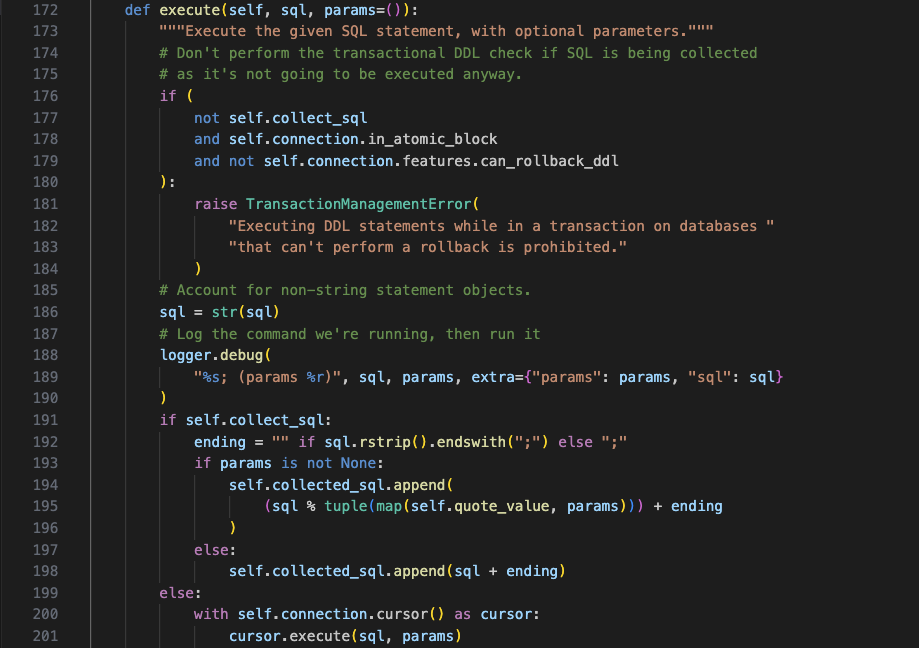 172 def execute(self, sql, params=()):
173 """Execute the given SQL statement, with optional parameters."""
174 # Don't perform the transactional DDL check if SQL is being collected
175 # as it's not going to be executed anyway.
176 if (
177 not self.collect_sql
178 and self.connection.in_atomic_block
179 and not self.connection.features.can_rollback_ddl
180 ):
181 raise TransactionManagementError(
182 "Executing DDL statements while in a transaction on databases "
183 "that can't perform a rollback is prohibited."
184 )
185 # Account for non-string statement objects.
186 sql = str(sql)
187 # Log the command we're running, then run it
188 logger.debug(
189 "%s; (params %r)", sql, params, extra={"params": params, "sql": sql}
190 )
191 if self.collect_sql:
192 ending = "" if sql.rstrip().endswith(";") else ";"
193 if params is not None:
194 self.collected_sql.append(
195 (sql % tuple(map(self.quote_value, params))) + ending
196 )
197 else:
198 self.collected_sql.append(sql + ending)
199 else:
200 with self.connection.cursor() as cursor:
201 cursor.execute(sql, params)